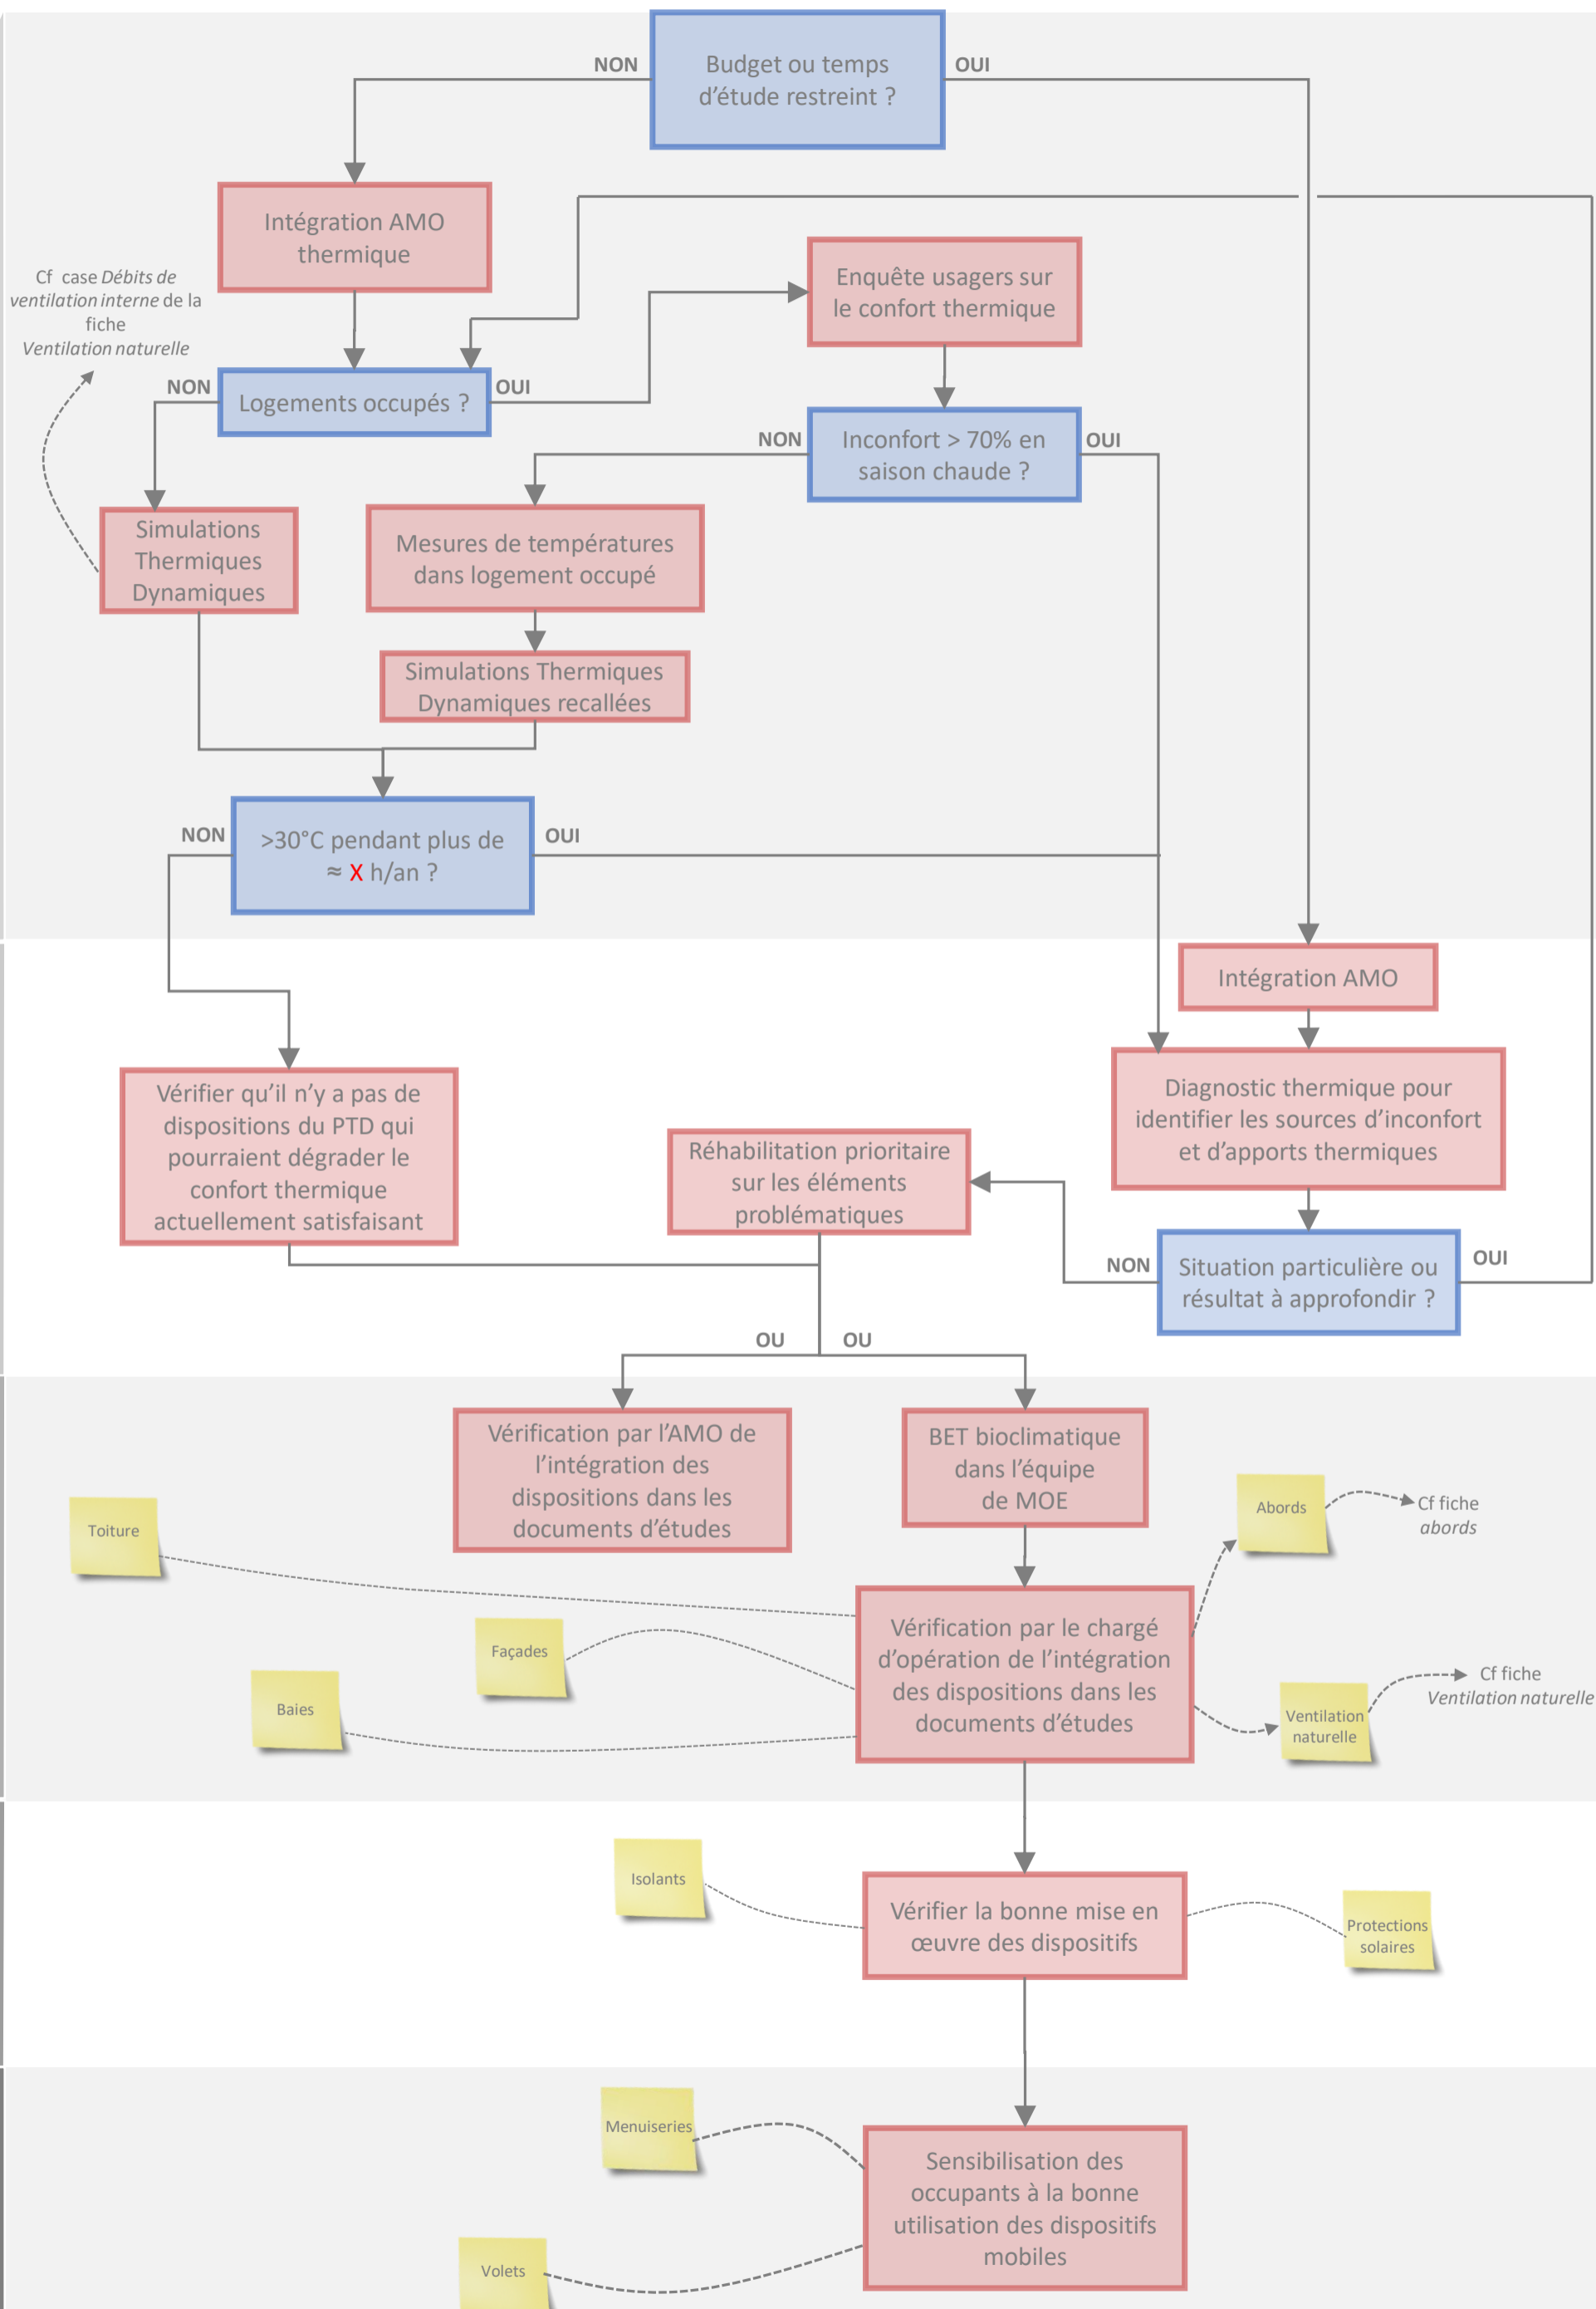 Budget ou temps
d'étude restreint ?
NON
OUI
Intégration AMO
thermique
Cf case Débits de
ventilation interne de la
fiche
Ventilation naturelle
Enquête usagers sur
le confort thermique
NON
Logements occupés ?
OUI
NON
Inconfort > 70% en
saison chaude ?
OUI
Simulations
Thermiques
Dynamiques
Mesures de températures
dans logement occupé
Simulations Thermiques
Dynamiques recallées
NON
>30°C pendant plus de
≈ X h/an ?
OUI
Intégration AMO
Vérifier qu'il n'y a pas de
dispositions du PTD qui
pourraient dégrader le
confort thermique
actuellement satisfaisant
Réhabilitation prioritaire
sur les éléments
problématiques
Diagnostic thermique pour
identifier les sources d'inconfort
et d'apports thermiques
NON
Situation particulière ou
résultat à approfondir ?
OUI
OU
OU
Vérification par l'AMO de
l'intégration des
dispositions dans les
documents d'études
BET bioclimatique
dans l'équipe
de MOE
Toiture
Abords
Cf fiche
abords
Façades
Baies
Vérification par le chargé
d'opération de l'intégration
des dispositions dans les
documents d'études
Ventilation
naturelle
Cf fiche
Ventilation naturelle
Isolants
Vérifier la bonne mise en
œuvre des dispositifs
Protections
solaires
Menuiseries
Sensibilisation des
occupants à la bonne
utilisation des dispositifs
mobiles
Volets